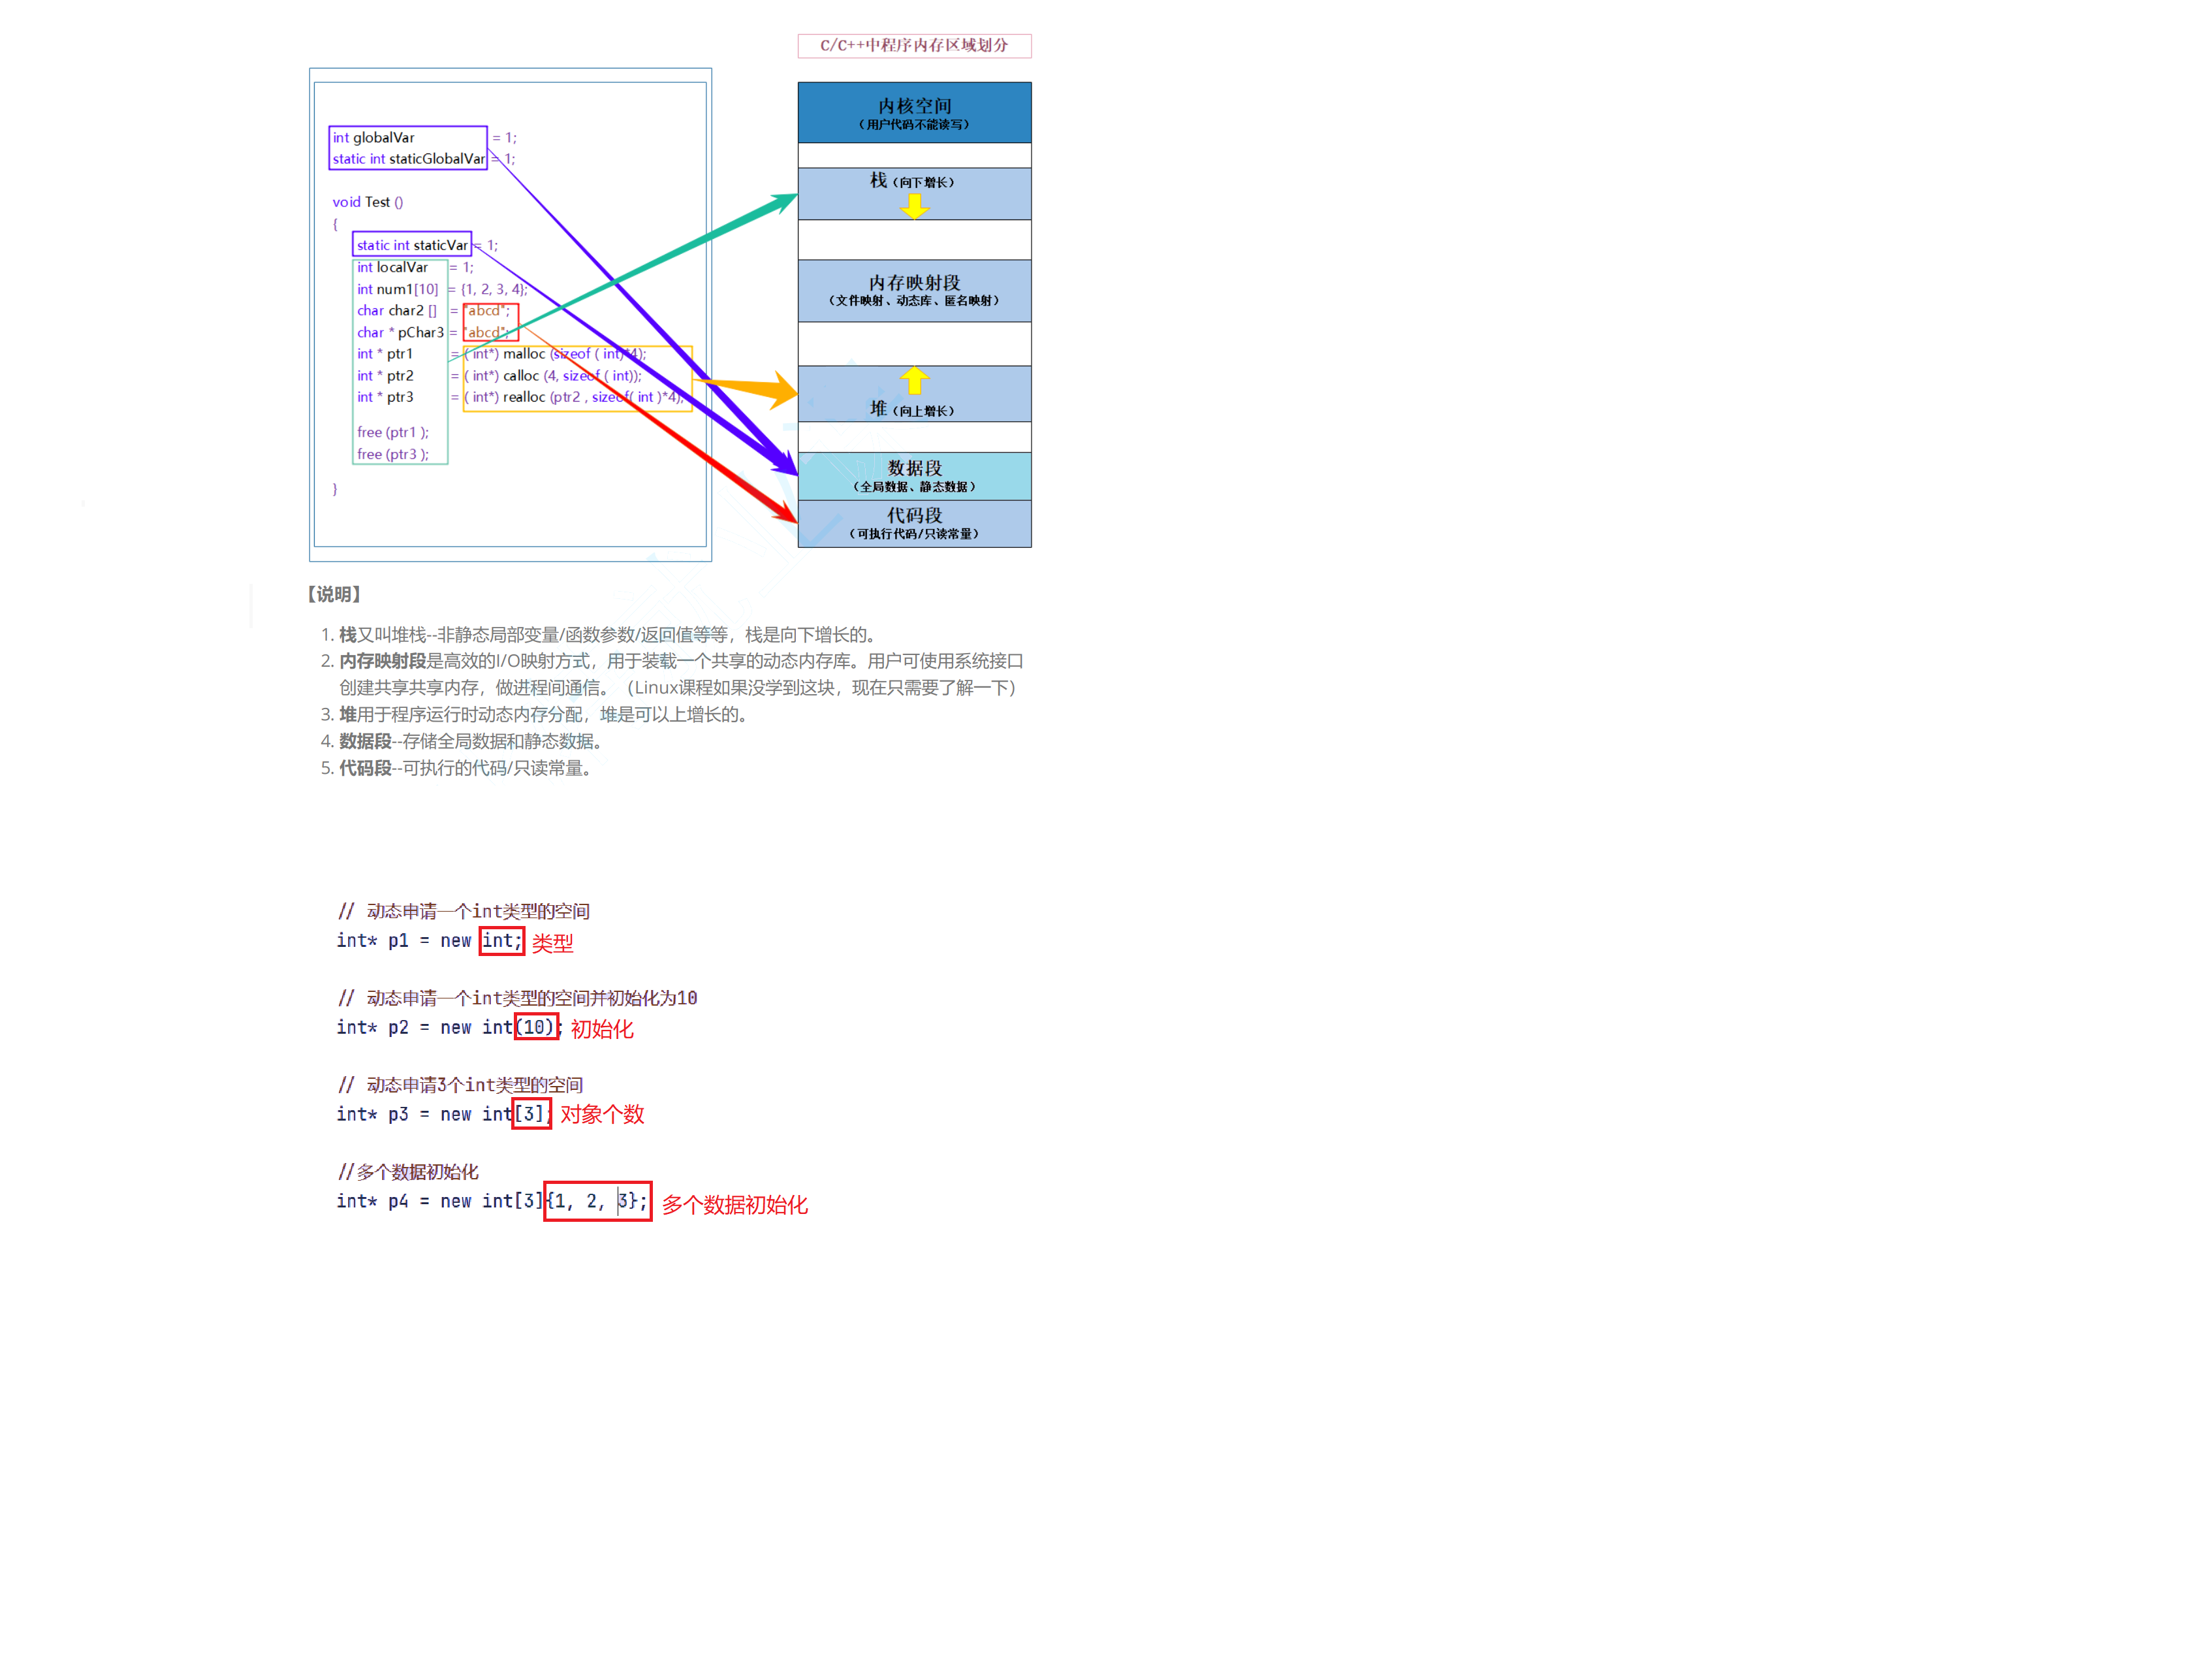 C/C++中程序内存区域划分
int globalVar = 1;
static int staticGlobalVar = 1;
void Test ()
{
static int staticVar = 1;
int localVar = 1;
int num1[10] = {1, 2, 3, 4};
char char2 [] = "abcd";
char * pChar3 = "abcd";
int * ptr1 = ( int*) malloc (sizeof ( int)*4);
int * ptr2 = ( int*) calloc (4, sizeof ( int));
int * ptr3 = ( int*) realloc (ptr2 , sizeof( int )*4);
free (ptr1 );
free (ptr3 );
}
内核空间
（用户代码不能读写）
栈（向下增长）
内存映射段
（文件映射、动态库、匿名映射）
堆（向上增长）
数据段
（全局数据、静态数据）
代码段
（可执行代码/只读常量）
【说明】
1. 栈又叫堆栈--非静态局部变量/函数参数/返回值等等，栈是向下增长的。
2. 内存映射段是高效的I/O映射方式，用于装载一个共享的动态内存库。用户可使用系统接口
创建共享共享内存，做进程间通信。（Linux课程如果没学到这块，现在只需要了解一下）
3. 堆用于程序运行时动态内存分配，堆是可以上增长的。
4. 数据段--存储全局数据和静态数据。
5. 代码段--可执行的代码/只读常量。
// 动态申请一个int类型的空间
int* p1 = new int; 类型
// 动态申请一个int类型的空间并初始化为10
int* p2 = new int(10); 初始化
// 动态申请3个int类型的空间
int* p3 = new int[3]; 对象个数
//多个数据初始化
int* p4 = new int[3]{1, 2, 3}; 多个数据初始化